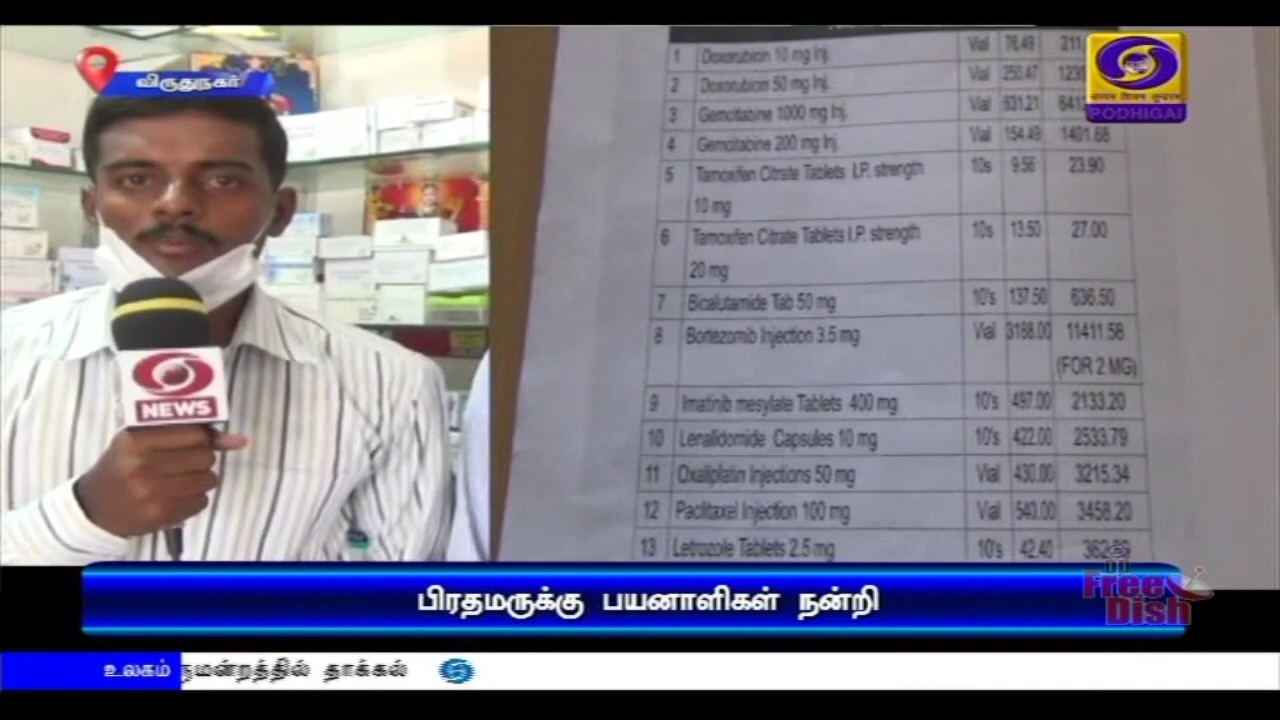 விருதுநகர்
1 Doxorubicin 10 mg Inj. Vial 76.49
2 Doxorubicin 50 mg Inj. Vial 250.47
3 Gemcitabine 1000 mg Inj. Vial 631.21
4 Gemcitabine 200 mg Inj. Vial 154.49 1401.68
5 Tamoxifen Citrate Tablets I.P. strength 10s 9.56 23.90
10 mg
6 Tamoxifen Citrate Tablets I.P. strength 10s 13.50 27.00
20 mg
7 Bicalutamide Tab 50 mg 10's 137.50 636.50
8 Bortezomib Injection 3.5 mg Vial 3188.00 11411.58
(FOR 2 MG)
9 Imatinib mesylate Tablets 400 mg 10's 497.00 2133.20
10 Lenalidomide Capsules 10 mg 10's 422.00 2533.79
11 Oxaliplatin Injections 50 mg Vial 430.00 3215.34
12 Paclitaxel Injection 100 mg Vial 540.00 3458.20
13 Letrozole Tablets 2.5 mg 10's 42.40
PODHIGAI
NEWS
பிரதமருக்கு பயனாளிகள் நன்றி
DD
Free
Dish
உலகம் நமன்றத்தில் தாக்கல்